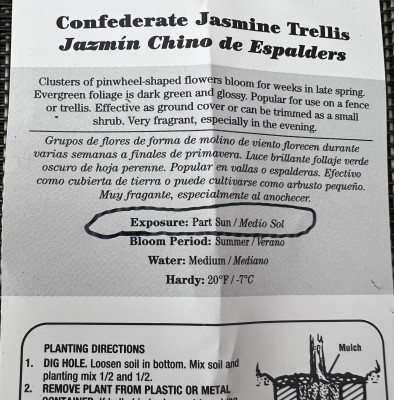 Confederate Jasmine Trellis
Jazmín Chino de Espalders
Clusters of pinwheel-shaped flowers bloom for weeks in late spring.
Evergreen foliage is dark green and glossy. Popular for use on a fence
or trellis. Effective as ground cover or can be trimmed as a small
shrub. Very fragrant, especially in the evening.
Grupos de flores de forma de molino de viento florecen durante
varias semanas a finales de primavera. Luce brillante follaje verde
oscuro de hoja perenne. Popular en vallas o espalderas. Efectivo
como cubierta de tierra o puede cultivarse como arbusto pequeño.
Muy fragante, especialmente al anochecer.
Exposure: Part Sun / Medio Sol
Bloom Period: Summer / Verano
Water: Medium / Mediano
Hardy: 20°F / -7°C
PLANTING DIRECTIONS
1. DIG HOLE. Loosen soil in bottom. Mix soil and
planting mix 1/2 and 1/2.
2. REMOVE PLANT FROM PLASTIC OR METAL
Mulch